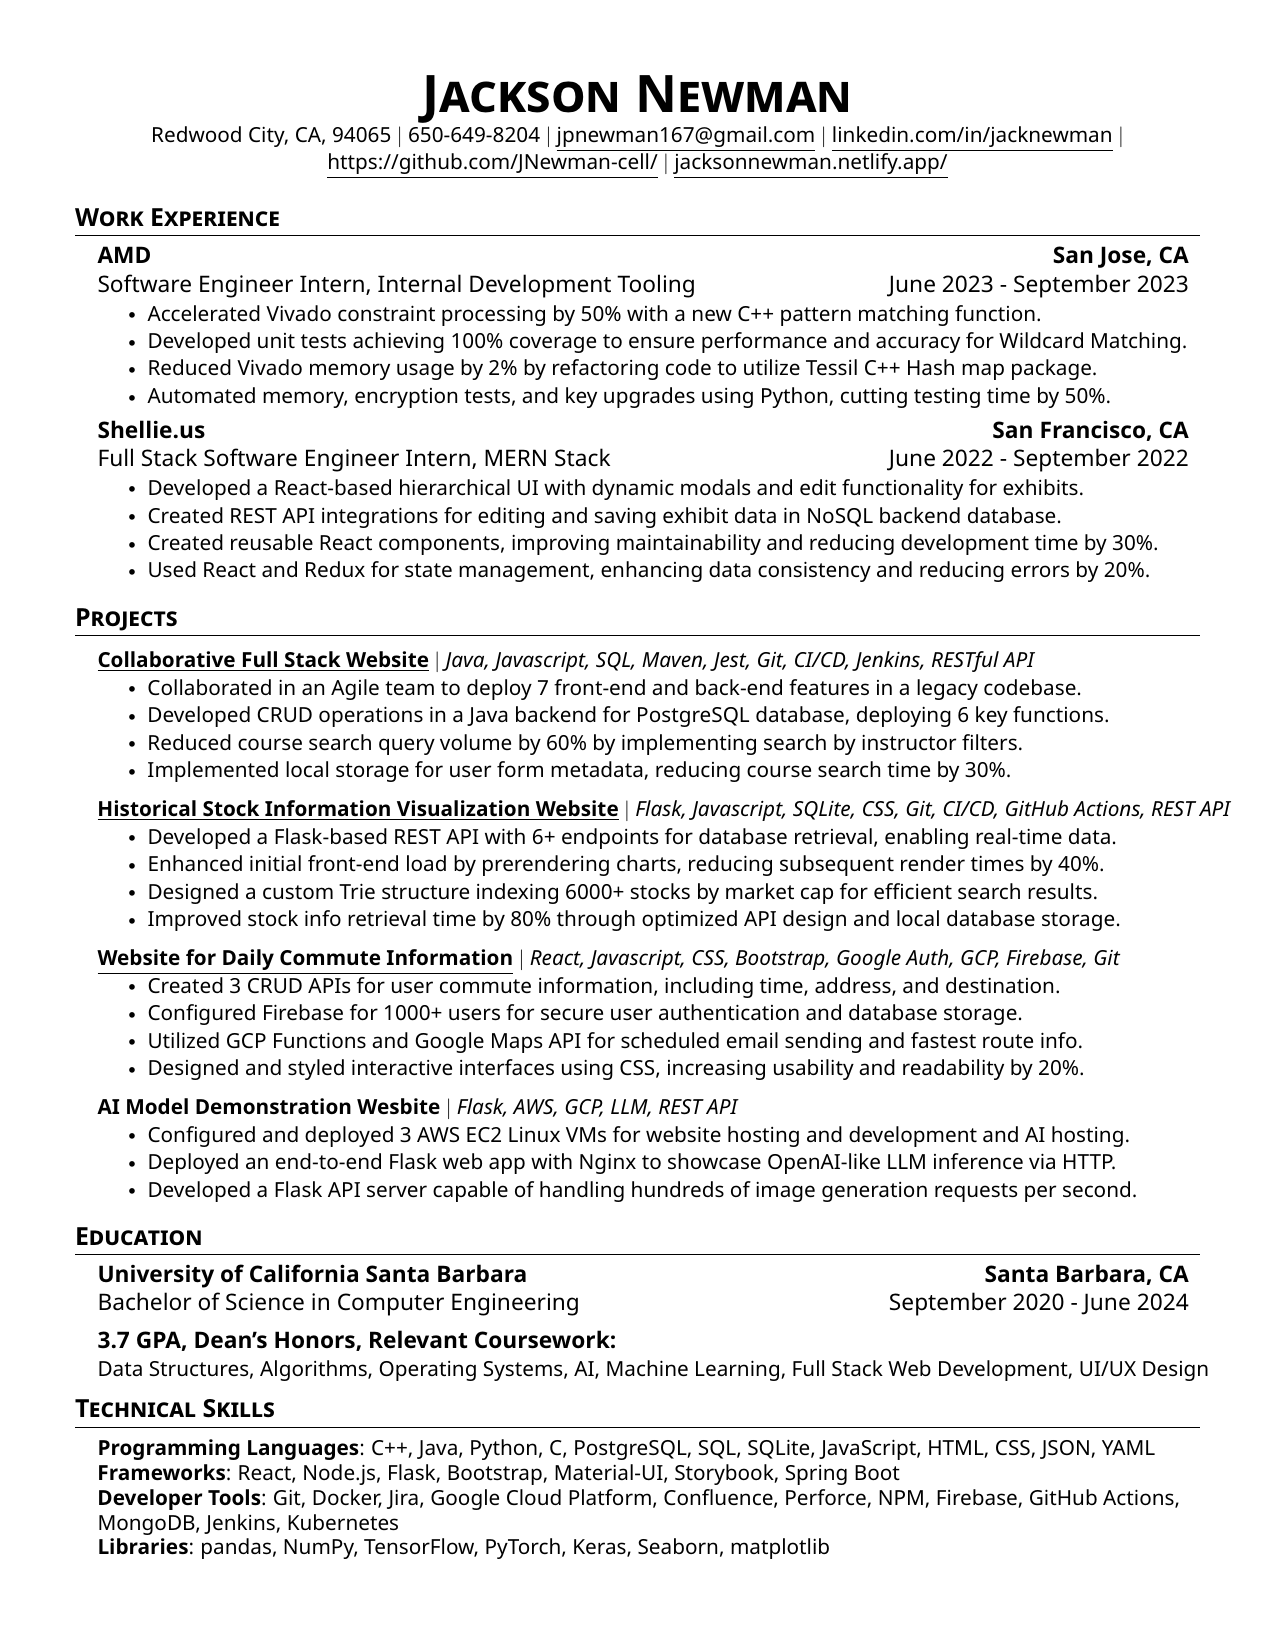 Jackson Newman
Redwood City, CA, 94065 | 650-649-8204 | jpnewman167@gmail.com | linkedin.com/in/jacknewman |
https://github.com/JNewman-cell/ | jacksonnewman.netlify.app/
Work Experience
AMD San Jose, CA
Software Engineer Intern, Internal Development Tooling June 2023 - September 2023
• Accelerated Vivado constraint processing by 50% with a new C++ pattern matching function.
• Developed unit tests achieving 100% coverage to ensure performance and accuracy for Wildcard Matching.
• Reduced Vivado memory usage by 2% by refactoring code to utilize Tessil C++ Hash map package.
• Automated memory, encryption tests, and key upgrades using Python, cutting testing time by 50%.
Shellie.us San Francisco, CA
Full Stack Software Engineer Intern, MERN Stack June 2022 - September 2022
• Developed a React-based hierarchical UI with dynamic modals and edit functionality for exhibits.
• Created REST API integrations for editing and saving exhibit data in NoSQL backend database.
• Created reusable React components, improving maintainability and reducing development time by 30%.
• Used React and Redux for state management, enhancing data consistency and reducing errors by 20%.
Projects
Collaborative Full Stack Website | Java, Javascript, SQL, Maven, Jest, Git, CI/CD, Jenkins, RESTful API
• Collaborated in an Agile team to deploy 7 front-end and back-end features in a legacy codebase.
• Developed CRUD operations in a Java backend for PostgreSQL database, deploying 6 key functions.
• Reduced course search query volume by 60% by implementing search by instructor filters.
• Implemented local storage for user form metadata, reducing course search time by 30%.
Historical Stock Information Visualization Website | Flask, Javascript, SQLite, CSS, Git, CI/CD, GitHub Actions, REST API
• Developed a Flask-based REST API with 6+ endpoints for database retrieval, enabling real-time data.
• Enhanced initial front-end load by prerendering charts, reducing subsequent render times by 40%.
• Designed a custom Trie structure indexing 6000+ stocks by market cap for efficient search results.
• Improved stock info retrieval time by 80% through optimized API design and local database storage.
Website for Daily Commute Information | React, Javascript, CSS, Bootstrap, Google Auth, GCP, Firebase, Git
• Created 3 CRUD APIs for user commute information, including time, address, and destination.
• Configured Firebase for 1000+ users for secure user authentication and database storage.
• Utilized GCP Functions and Google Maps API for scheduled email sending and fastest route info.
• Designed and styled interactive interfaces using CSS, increasing usability and readability by 20%.
AI Model Demonstration Wesbite | Flask, AWS, GCP, LLM, REST API
• Configured and deployed 3 AWS EC2 Linux VMs for website hosting and development and AI hosting.
• Deployed an end-to-end Flask web app with Nginx to showcase OpenAI-like LLM inference via HTTP.
• Developed a Flask API server capable of handling hundreds of image generation requests per second.
Education
University of California Santa Barbara Santa Barbara, CA
Bachelor of Science in Computer Engineering September 2020 - June 2024
3.7 GPA, Dean’s Honors, Relevant Coursework:
Data Structures, Algorithms, Operating Systems, AI, Machine Learning, Full Stack Web Development, UI/UX Design
Technical Skills
Programming Languages: C++, Java, Python, C, PostgreSQL, SQL, SQLite, JavaScript, HTML, CSS, JSON, YAML
Frameworks: React, Node.js, Flask, Bootstrap, Material-UI, Storybook, Spring Boot
Developer Tools: Git, Docker, Jira, Google Cloud Platform, Confluence, Perforce, NPM, Firebase, GitHub Actions,
MongoDB, Jenkins, Kubernetes
Libraries: pandas, NumPy, TensorFlow, PyTorch, Keras, Seaborn, matplotlib